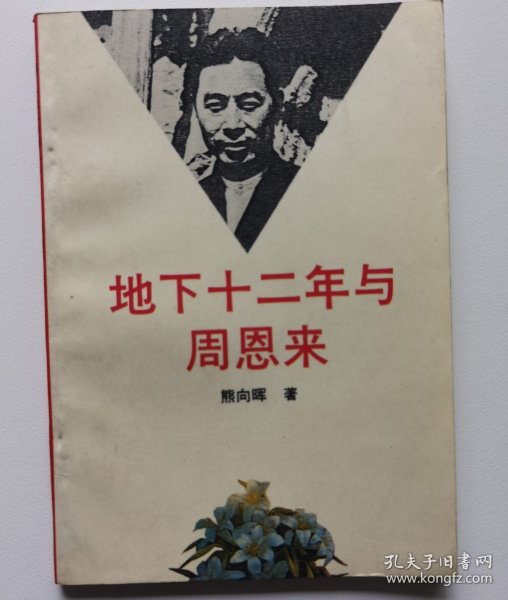 地下十二年与
周恩来
熊向晖 著
孔夫子旧书网
www.kongfz.com